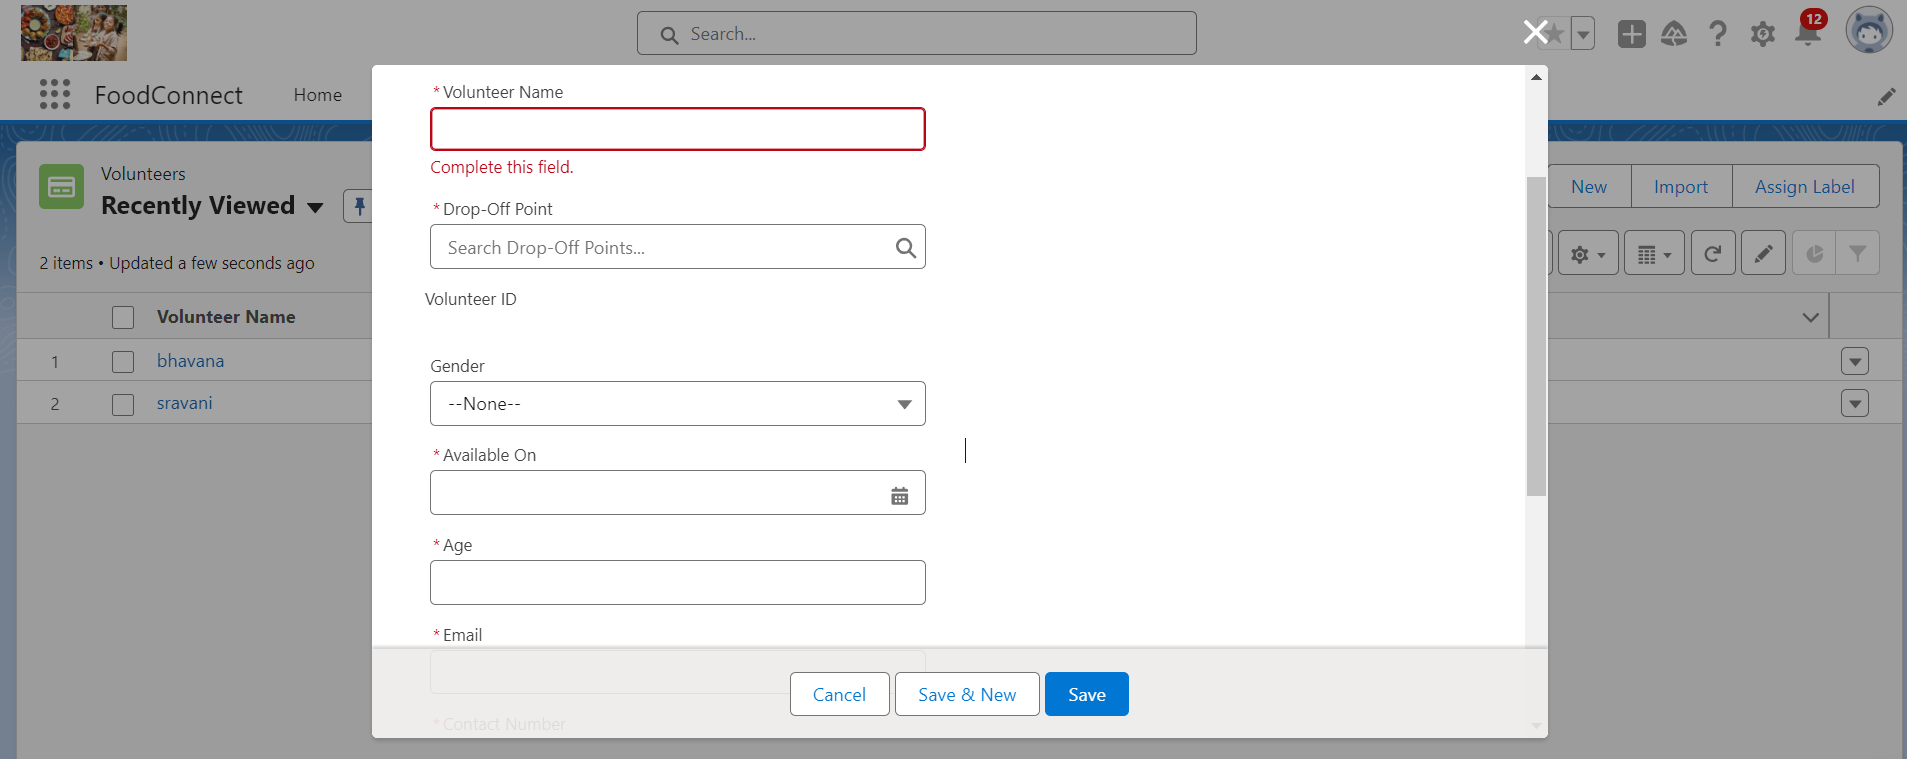 Search...
12
FoodConnect
Home
Volunteers
Recently Viewed
New
Import
Assign Label
2 items • Updated a few seconds ago
Volunteer Name
1
bhavana
2
sravani
* Volunteer Name
Complete this field.
* Drop-Off Point
Search Drop-Off Points...
Volunteer ID
Gender
--None--
* Available On
* Age
* Email
* Contact Number
Cancel
Save & New
Save